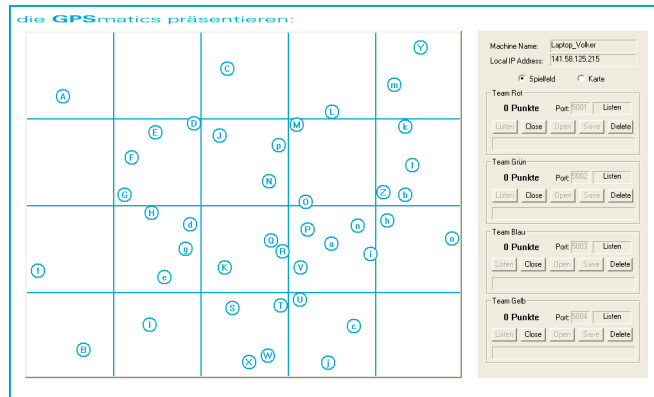 die GPSmatics präsentieren:
Y
C
m
A
L
D
M
k
E
J
p
F
l
N
G
Z
b
O
H
h
d
n
P
Q
o
a
g
R
i
K
V
f
e
U
T
S
I
c
B
W
X
j
Machine Name: Laptop_Volker
Local IP Address: 141.58.125.215
Spielfeld Karte
Team Rot
0 Punkte Port: 5001 Listen
Listen Close Open Save Delete
Team Grün
0 Punkte Port: 5002 Listen
Listen Close Open Save Delete
Team Blau
0 Punkte Port: 5003 Listen
Listen Close Open Save Delete
Team Gelb
0 Punkte Port: 5004 Listen
Listen Close Open Save Delete